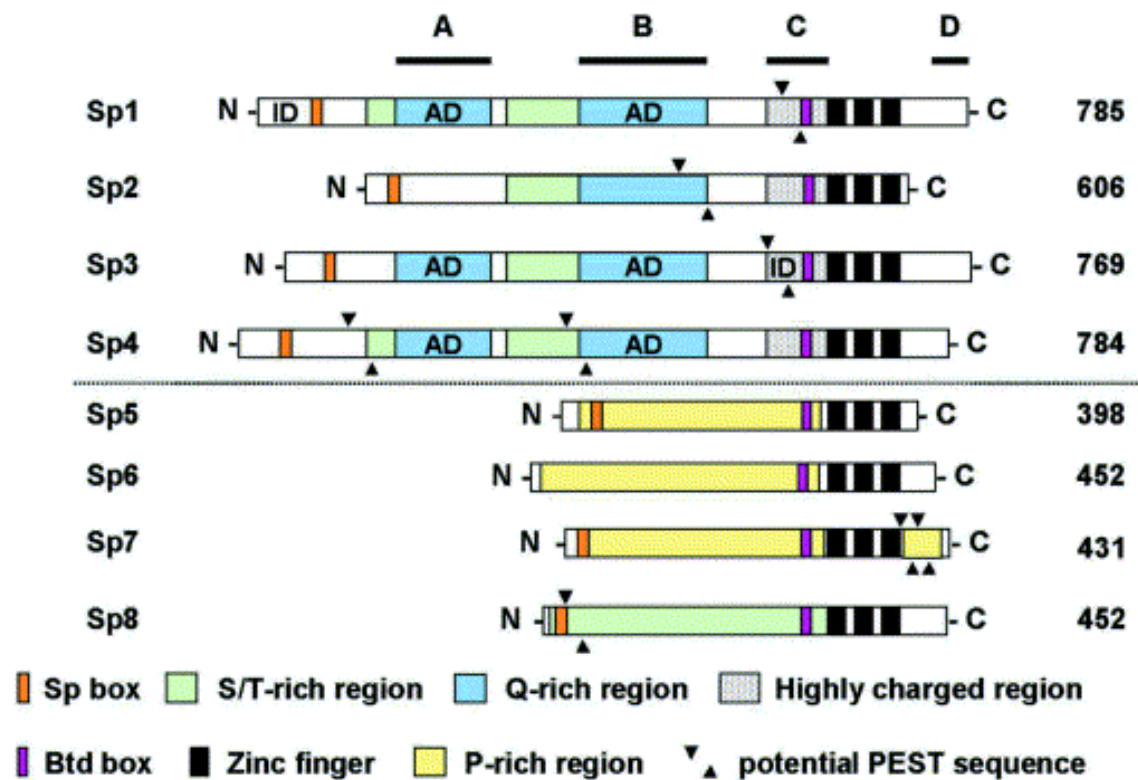 A B C D
Sp1 N ID AD AD C 785
Sp2 N C 606
Sp3 N AD AD ID C 769
Sp4 N AD AD C 784
Sp5 N C 398
Sp6 N C 452
Sp7 N C 431
Sp8 N C 452
Sp box S/T-rich region Q-rich region Highly charged region
Btd box Zinc finger P-rich region potential PEST sequence